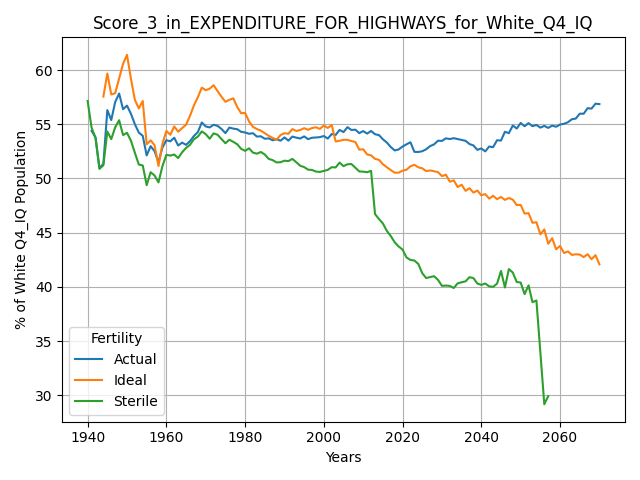 Score_3_in_EXPENDITURE_FOR_HIGHWAYS_for_White_Q4_IQ
% of White Q4_IQ Population
60
55
50
45
40
35
30
Fertility
Actual
Ideal
Sterile
1940 1960 1980 2000 2020 2040 2060
Years